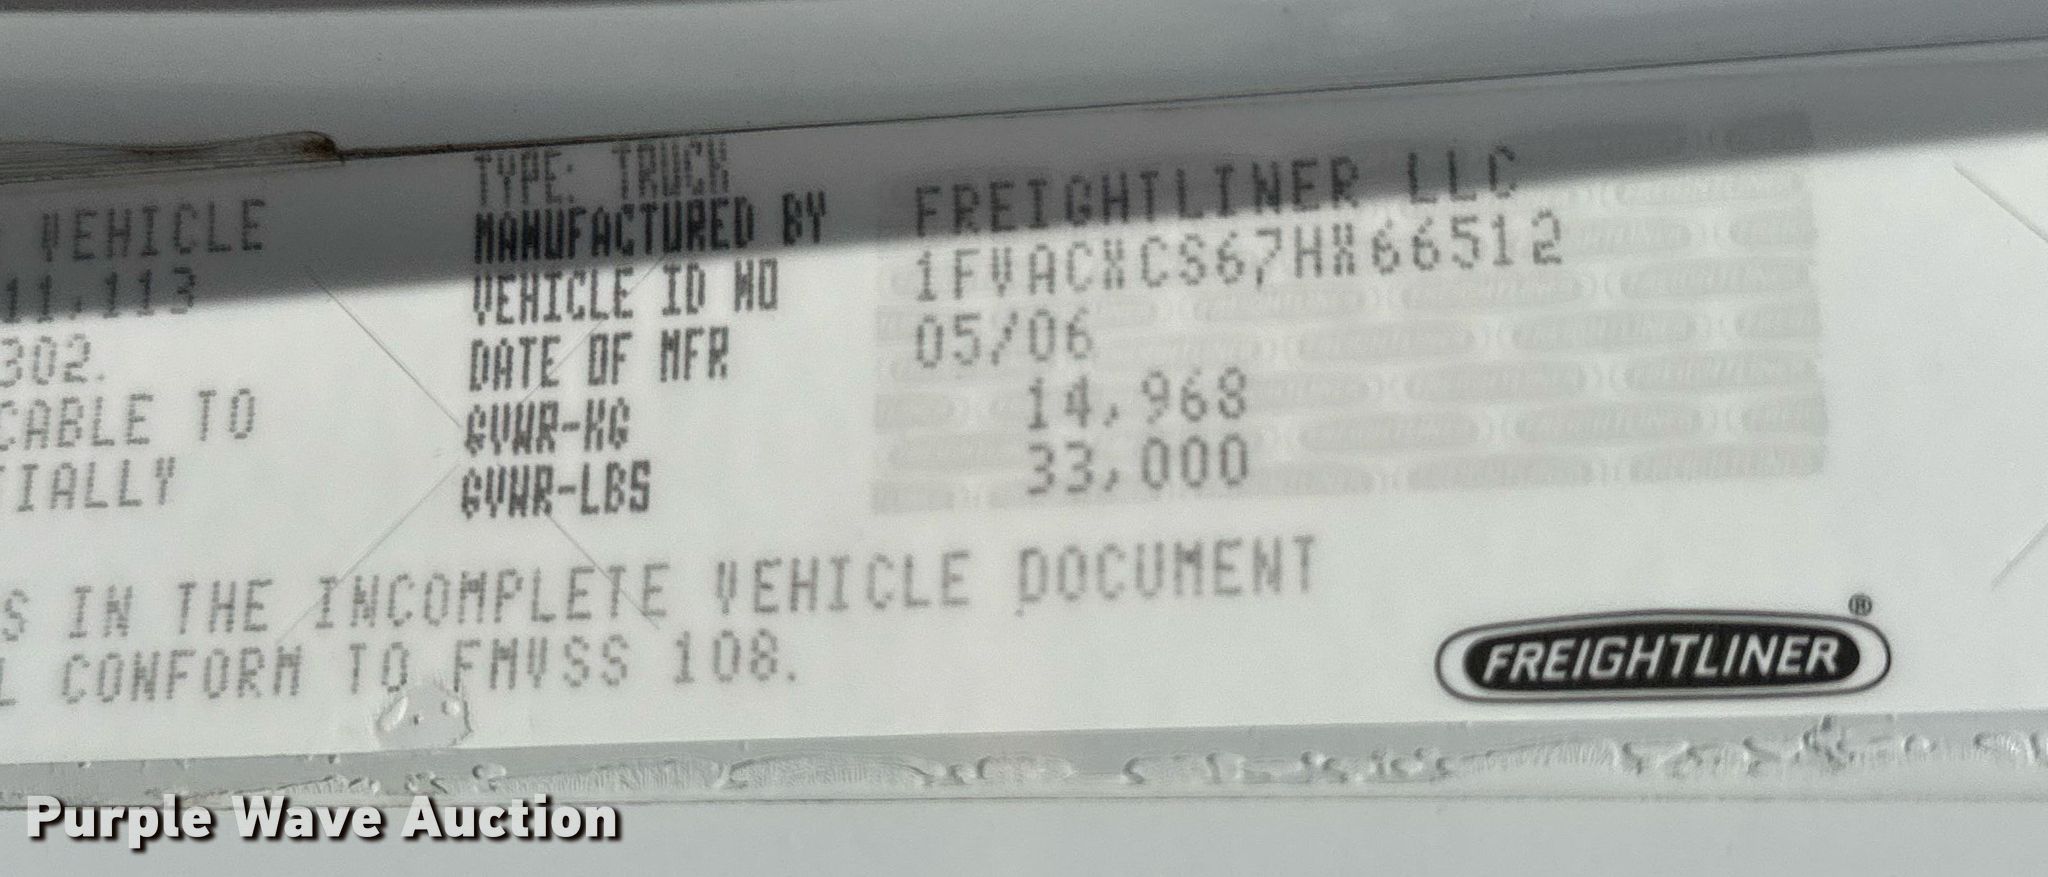 TYPE: TRUCK
VEHICLE MANUFACTURED BY FREIGHTLINER LLC
11,113 VEHICLE ID NO 1FVACXCS67HX66512
302. DATE OF MFR 05/06
CABLE TO GVWR-KG 14,968
TIALLY GVWR-LBS 33,000
S IN THE INCOMPLETE VEHICLE DOCUMENT
L CONFORM TO FMVSS 108.
FREIGHTLINER®
Purple Wave Auction